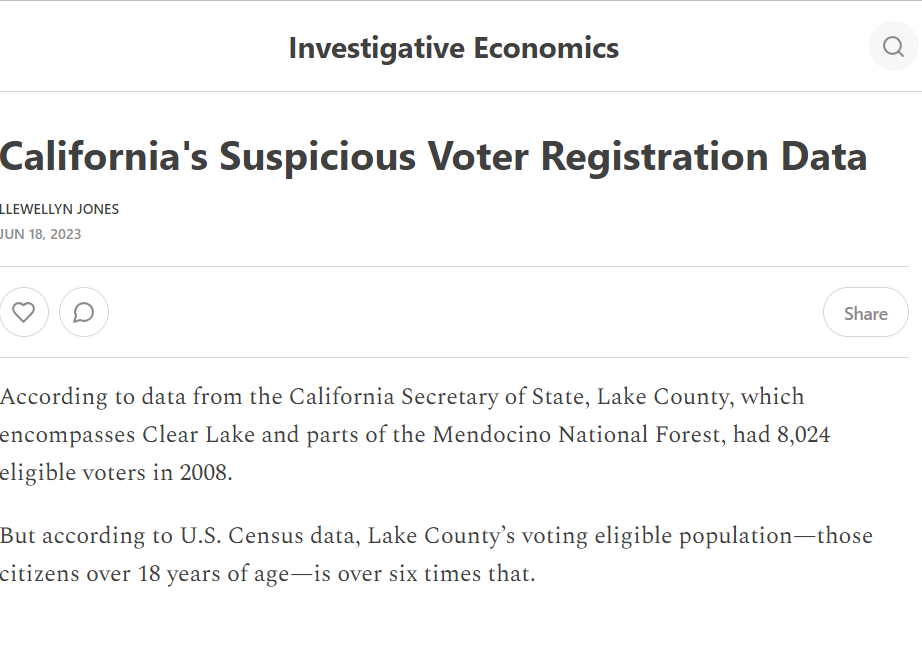 Investigative Economics
California's Suspicious Voter Registration Data
LLEWELLYN JONES
JUN 18, 2023
Share
According to data from the California Secretary of State, Lake County, which
encompasses Clear Lake and parts of the Mendocino National Forest, had 8,024
eligible voters in 2008.
But according to U.S. Census data, Lake County’s voting eligible population—those
citizens over 18 years of age—is over six times that.